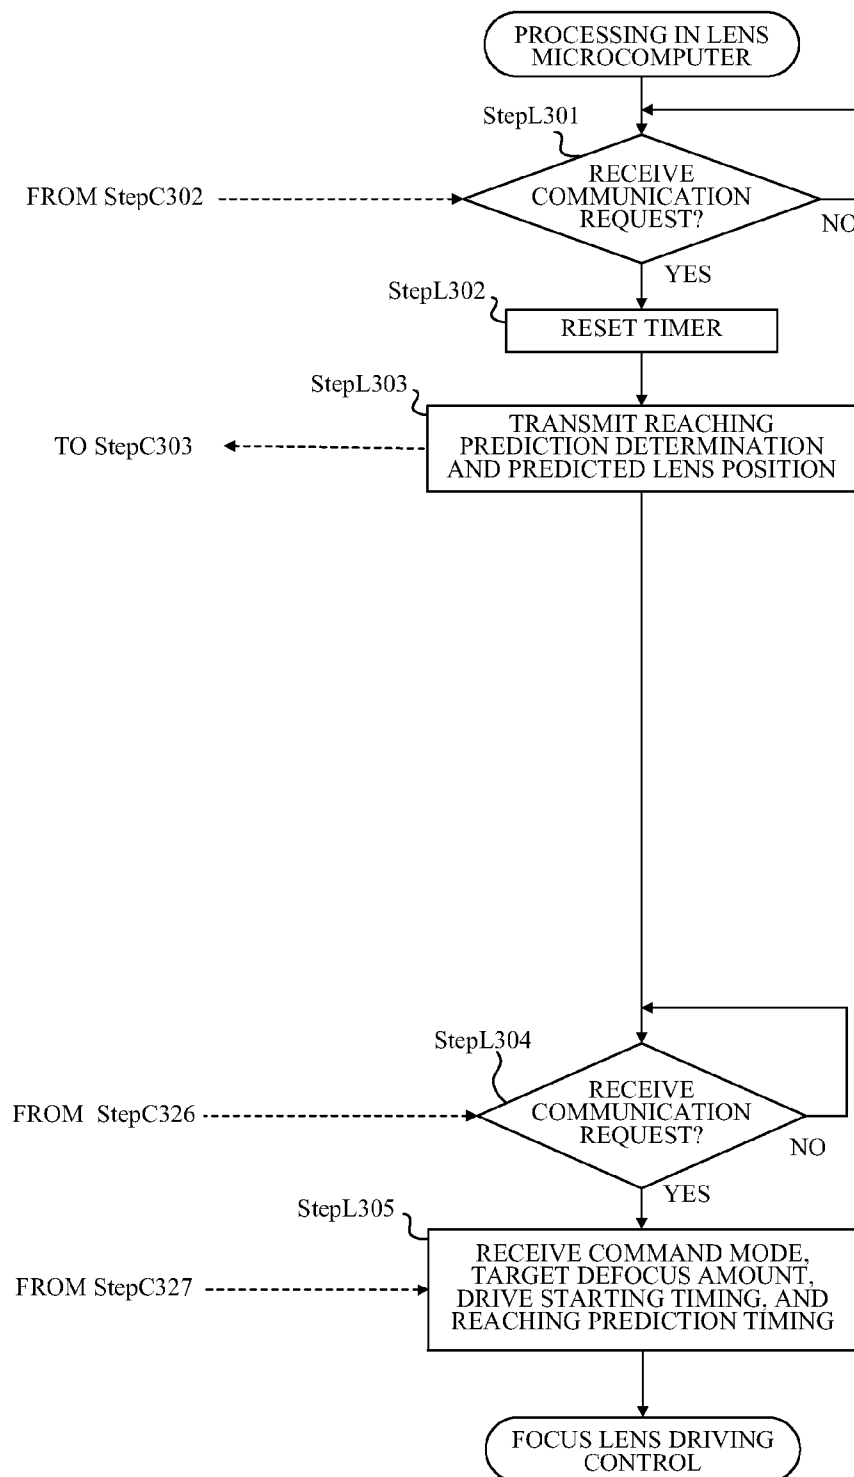 PROCESSING IN LENS
MICROCOMPUTER
StepL301
RECEIVE
COMMUNICATION
REQUEST?
FROM StepC302
NO
YES
StepL302
RESET TIMER
StepL303
TRANSMIT REACHING
PREDICTION DETERMINATION
AND PREDICTED LENS POSITION
TO StepC303
StepL304
RECEIVE
COMMUNICATION
REQUEST?
FROM StepC326
NO
YES
StepL305
RECEIVE COMMAND MODE,
TARGET DEFOCUS AMOUNT,
DRIVE STARTING TIMING, AND
REACHING PREDICTION TIMING
FROM StepC327
FOCUS LENS DRIVING
CONTROL